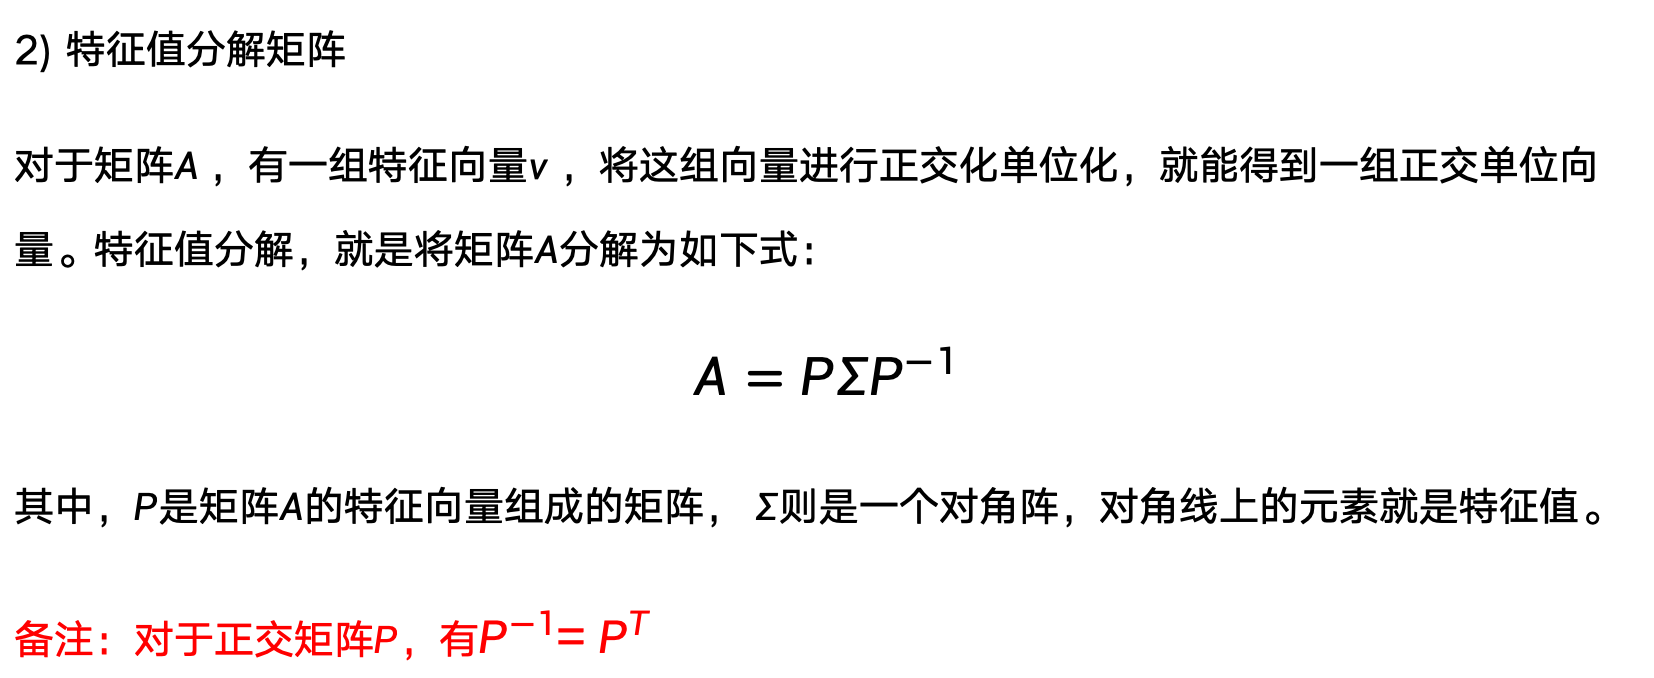 2) 特征值分解矩阵
对于矩阵A，有一组特征向量v，将这组向量进行正交化单位化，就能得到一组正交单位向
量。特征值分解，就是将矩阵A分解为如下式：
A = PΣP⁻¹
其中，P是矩阵A的特征向量组成的矩阵， Σ则是一个对角阵，对角线上的元素就是特征值。
备注：对于正交矩阵P，有P⁻¹= Pᵀ